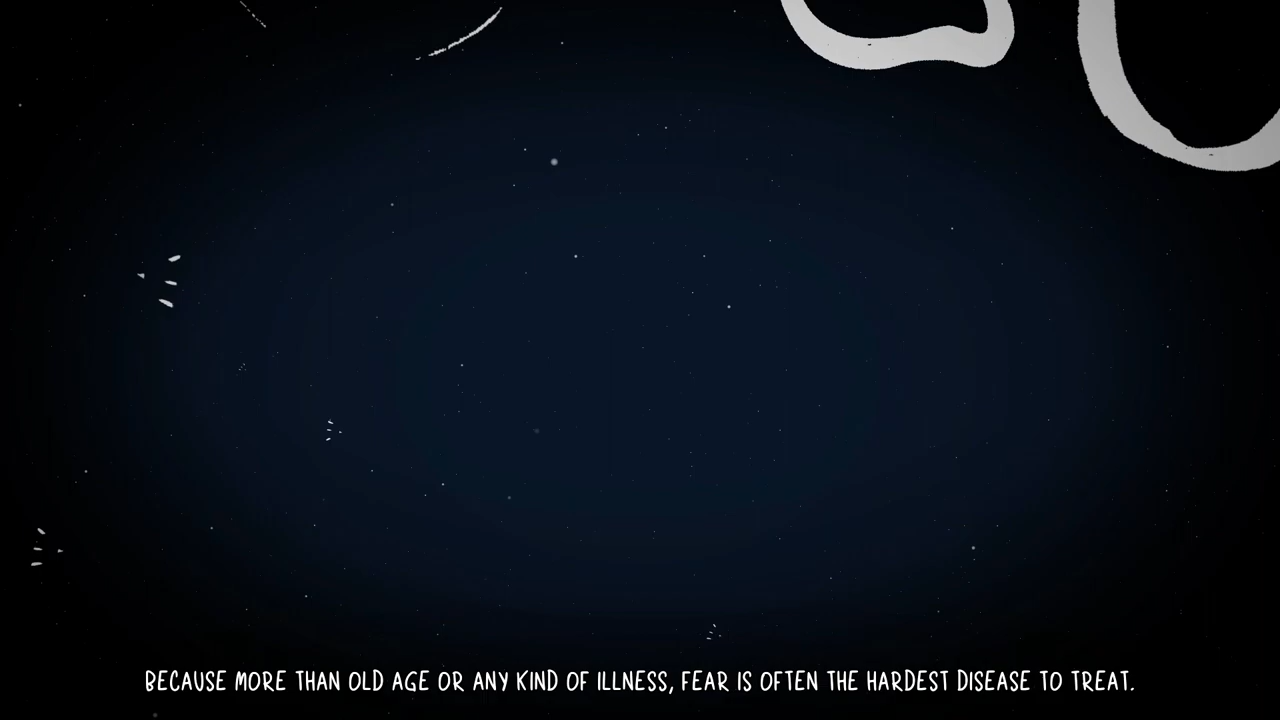 BECAUSE MORE THAN OLD AGE OR ANY KIND OF ILLNESS, FEAR IS OFTEN THE HARDEST DISEASE TO TREAT.